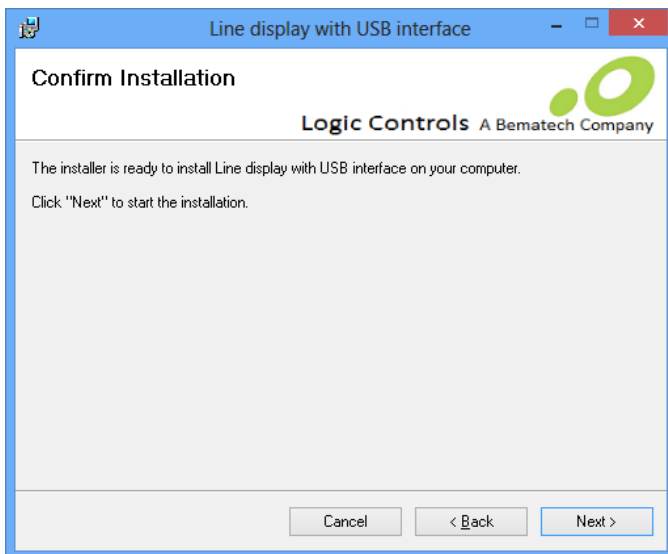 Line display with USB interface
Confirm Installation
Logic Controls A Bematech Company
The installer is ready to install Line display with USB interface on your computer.
Click "Next" to start the installation.
Cancel
< Back
Next >